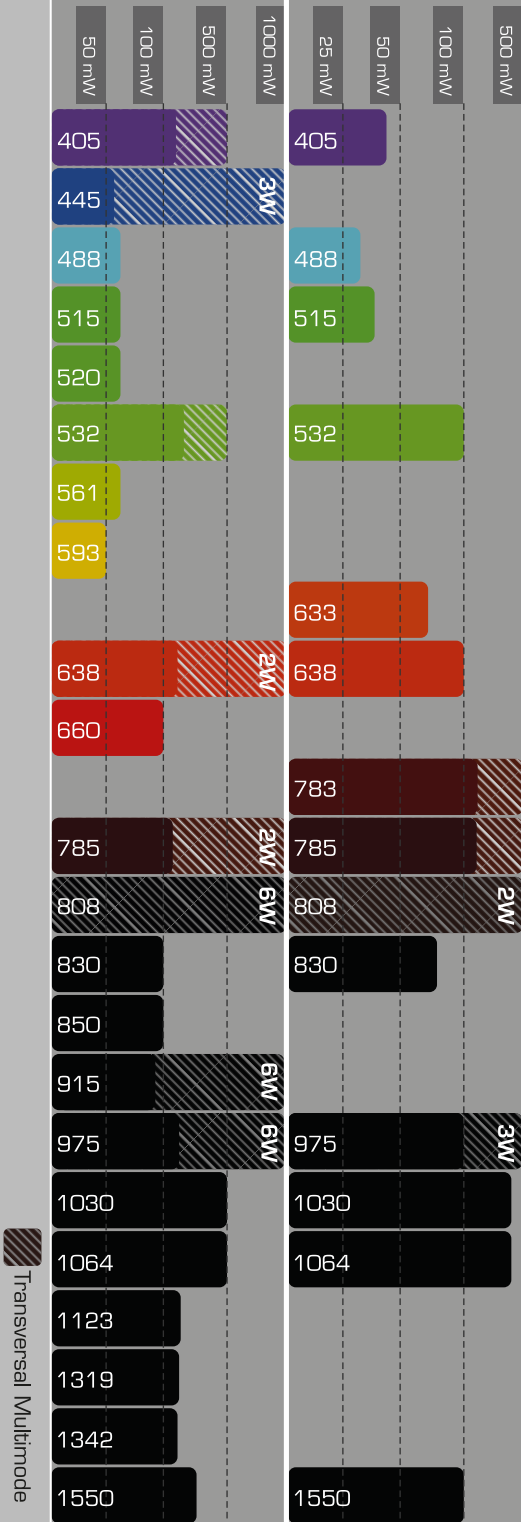 50 mW
100 mW
500 mW
1000 mW
25 mW
50 mW
100 mW
500 mW
405
405
445
3W
488
488
515
515
520
532
532
561
593
633
638
2W
638
660
783
785
2W
785
808
6W
808
2W
830
830
850
915
6W
975
6W
975
3W
1030
1030
1064
1064
1123
1319
1342
1550
1550
Transversal Multimode